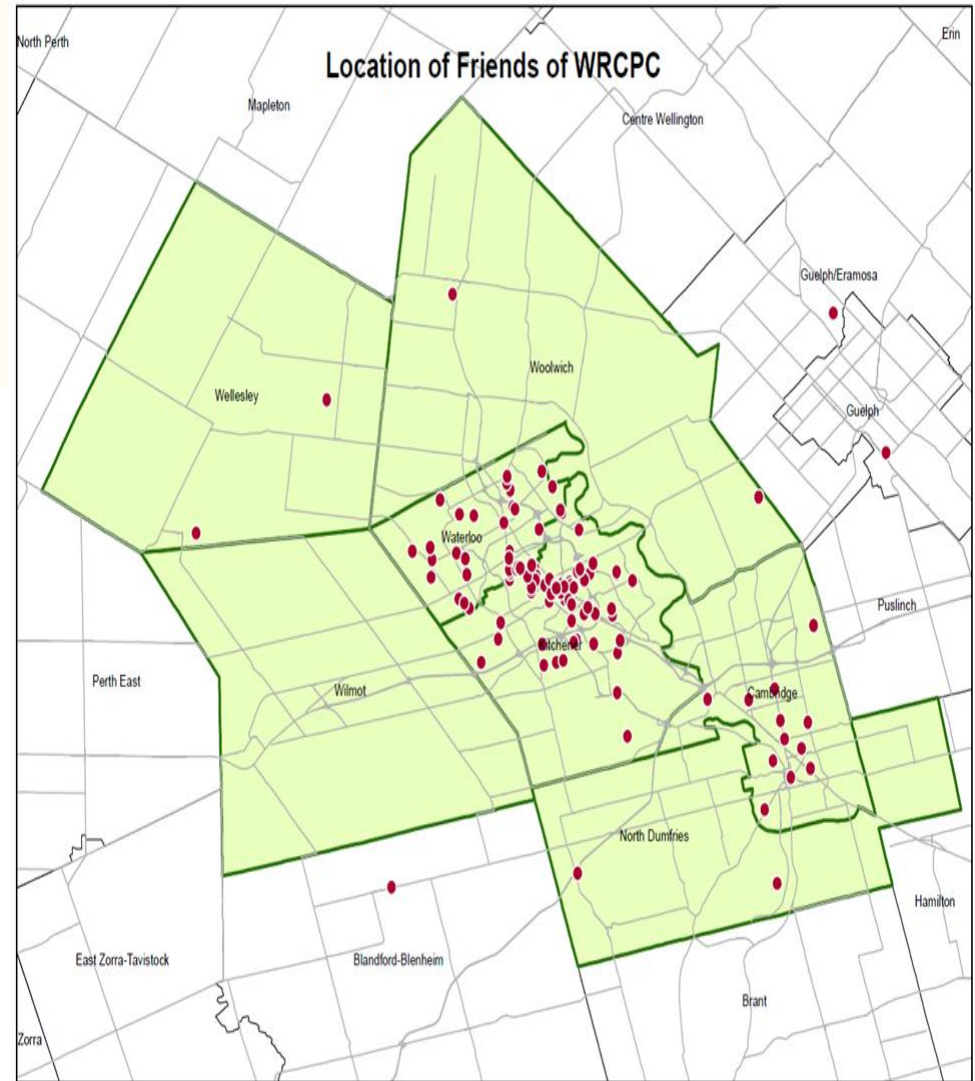 North Perth
Erin
Location of Friends of WRCPC
Mapleton
Centre Wellington
Guelph/Eramosa
Woolwich
Wellesley
Guelph
Waterloo
Puslinch
Kitchener
Perth East
Wilmot
Cambridge
North Dumfries
Hamilton
East Zorra-Tavistock
Blandford-Blenheim
Brant
Zorra